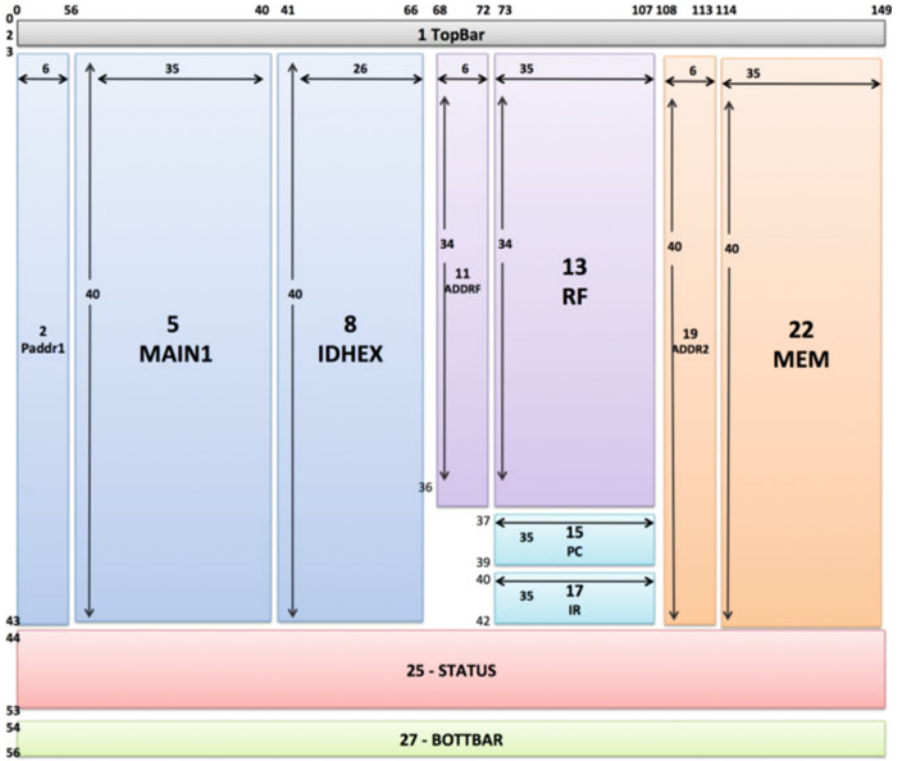 0 56 40 41 66 68 72 73 107 108 113 114 149
0
1 TopBar
2
3
6 35 26 6 35 6 35
34 34 40 40
13
RF
11
ADDRF
40 40
5
MAIN1
8
IDHEX
2
Paddr1
19
ADDR2
22
MEM
36
37
35 15
PC
39
40
35 17
IR
42
43
44
25 - STATUS
53
54
27 - BOTTBAR
56